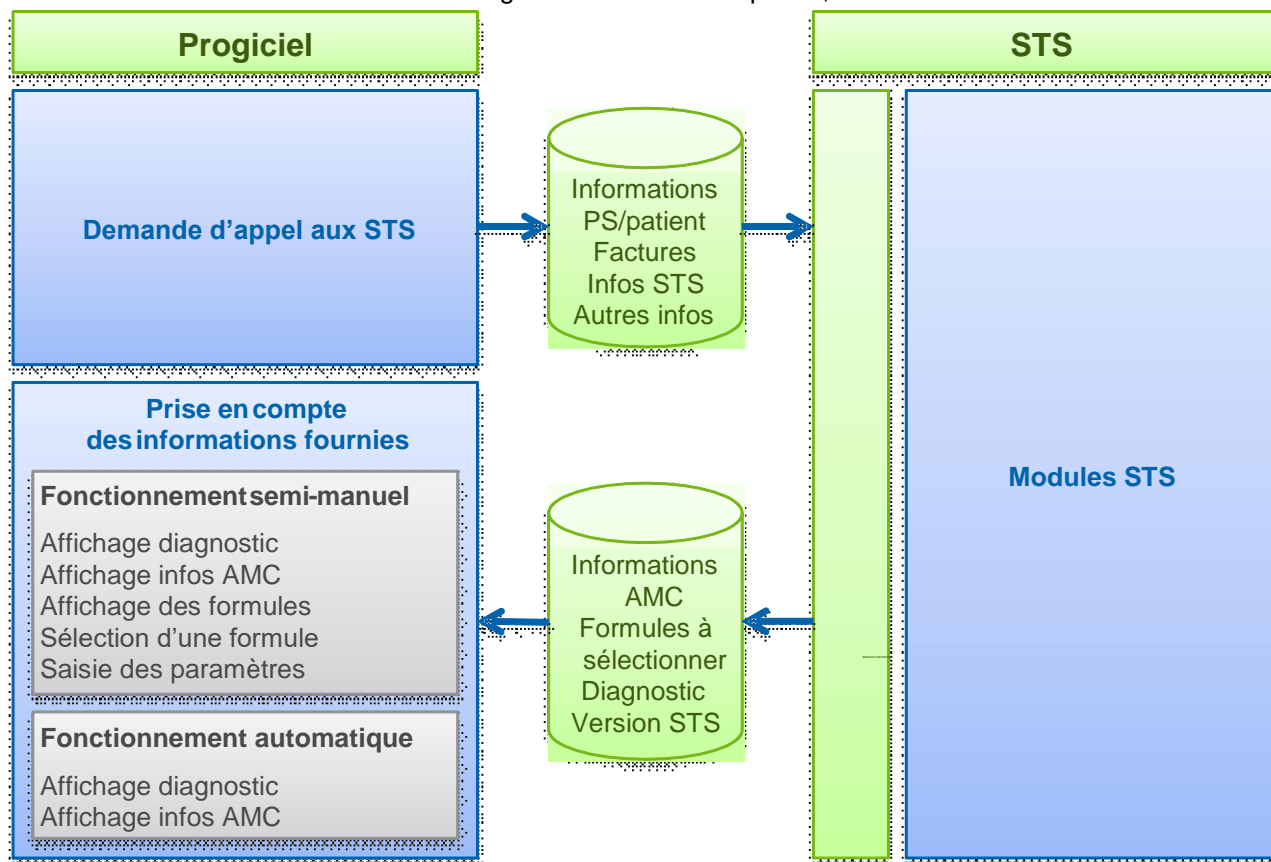 Progiciel
STS
Demande d'appel aux STS
Informations
PS/patient
Factures
Infos STS
Autres infos
Prise en compte
des informations fournies
Fonctionnement semi-manuel
Affichage diagnostic
Affichage infos AMC
Affichage des formules
Sélection d'une formule
Saisie des paramètres
Fonctionnement automatique
Affichage diagnostic
Affichage infos AMC
Informations
AMC
Formules à
sélectionner
Diagnostic
Version STS
Modules STS